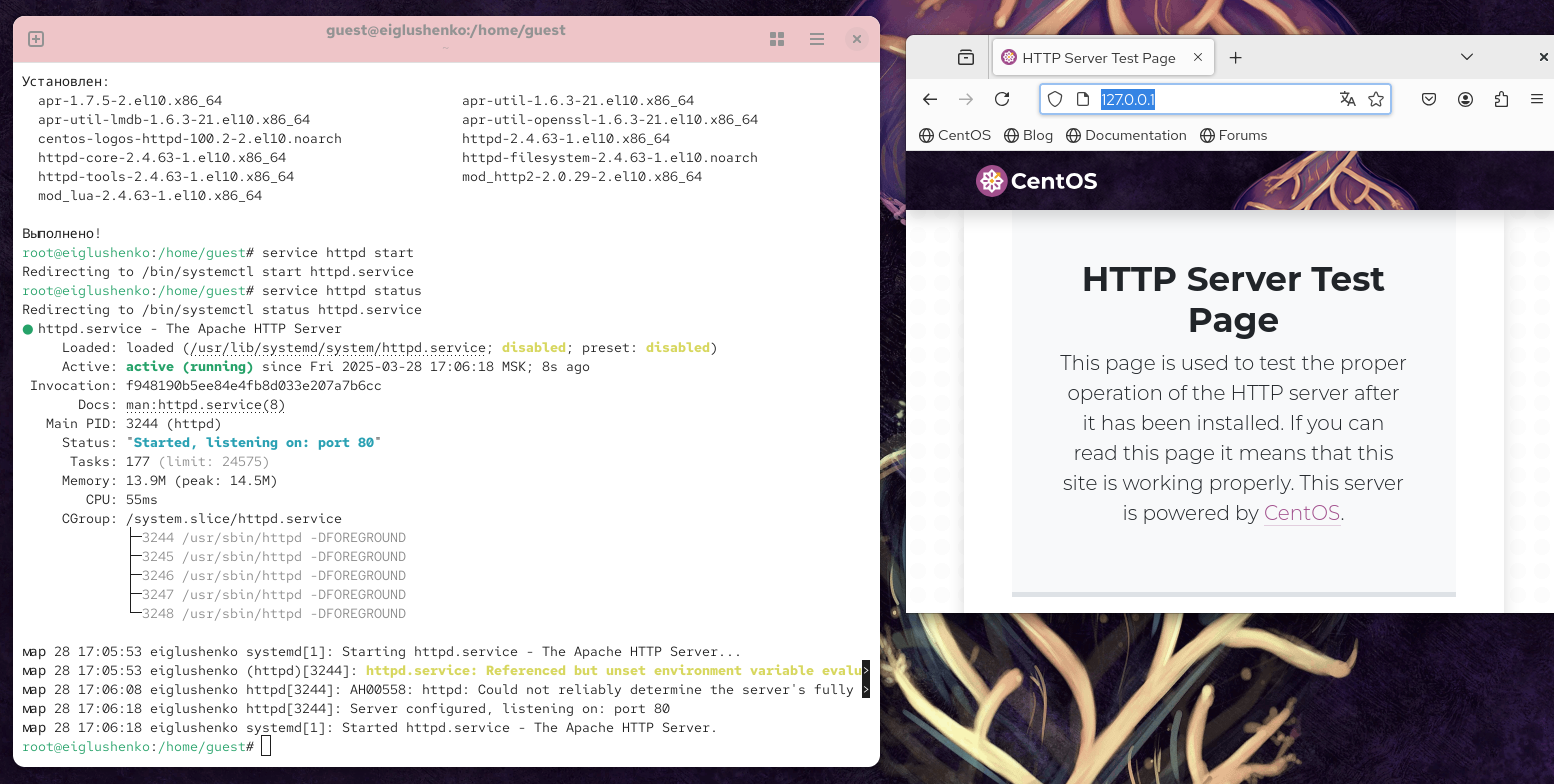 guest@eiglushenko:/home/guest
~
Установлен:
apr-1.7.5-2.el10.x86_64 apr-util-1.6.3-21.el10.x86_64
apr-util-lmdb-1.6.3-21.el10.x86_64 apr-util-openssl-1.6.3-21.el10.x86_64
centos-logos-httpd-100.2-2.el10.noarch httpd-2.4.63-1.el10.x86_64
httpd-core-2.4.63-1.el10.x86_64 httpd-filesystem-2.4.63-1.el10.noarch
httpd-tools-2.4.63-1.el10.x86_64 mod_http2-2.0.29-2.el10.x86_64
mod_lua-2.4.63-1.el10.x86_64
Выполнено!
root@eiglushenko:/home/guest# service httpd start
Redirecting to /bin/systemctl start httpd.service
root@eiglushenko:/home/guest# service httpd status
Redirecting to /bin/systemctl status httpd.service
● httpd.service - The Apache HTTP Server
Loaded: loaded (/usr/lib/systemd/system/httpd.service; disabled; preset: disabled)
Active: active (running) since Fri 2025-03-28 17:06:18 MSK; 8s ago
Invocation: f948190b5ee84e4fb8d033e207a7b6cc
Docs: man:httpd.service(8)
Main PID: 3244 (httpd)
Status: "Started, listening on: port 80"
Tasks: 177 (limit: 24575)
Memory: 13.9M (peak: 14.5M)
CPU: 55ms
CGroup: /system.slice/httpd.service
├─3244 /usr/sbin/httpd -DFOREGROUND
├─3245 /usr/sbin/httpd -DFOREGROUND
├─3246 /usr/sbin/httpd -DFOREGROUND
├─3247 /usr/sbin/httpd -DFOREGROUND
└─3248 /usr/sbin/httpd -DFOREGROUND
мар 28 17:05:53 eiglushenko systemd[1]: Starting httpd.service - The Apache HTTP Server...
мар 28 17:05:53 eiglushenko (httpd)[3244]: httpd.service: Referenced but unset environment variable evalu>
мар 28 17:06:08 eiglushenko httpd[3244]: AH00558: httpd: Could not reliably determine the server's fully >
мар 28 17:06:18 eiglushenko httpd[3244]: Server configured, listening on: port 80
мар 28 17:06:18 eiglushenko systemd[1]: Started httpd.service - The Apache HTTP Server.
root@eiglushenko:/home/guest#
HTTP Server Test Page
127.0.0.1
CentOS Blog Documentation Forums
CentOS
HTTP Server Test
Page
This page is used to test the proper
operation of the HTTP server after
it has been installed. If you can
read this page it means that this
site is working properly. This server
is powered by CentOS.